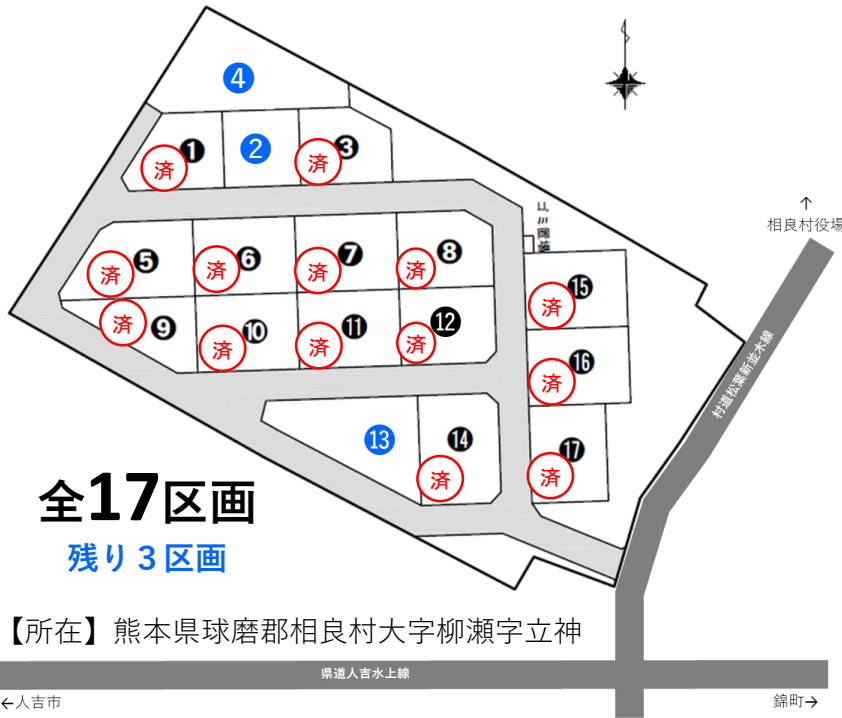 4
1
済
2
3
済
ゴミ置場
↑
相良村役場
5
済
6
済
7
済
8
済
9
済
10
済
11
済
12
済
15
済
16
済
村道松葉新並木線
13
14
済
17
済
全17区画
残り3区画
【所在】熊本県球磨郡相良村大字柳瀬字立神
県道人吉水上線
←人吉市
錦町→